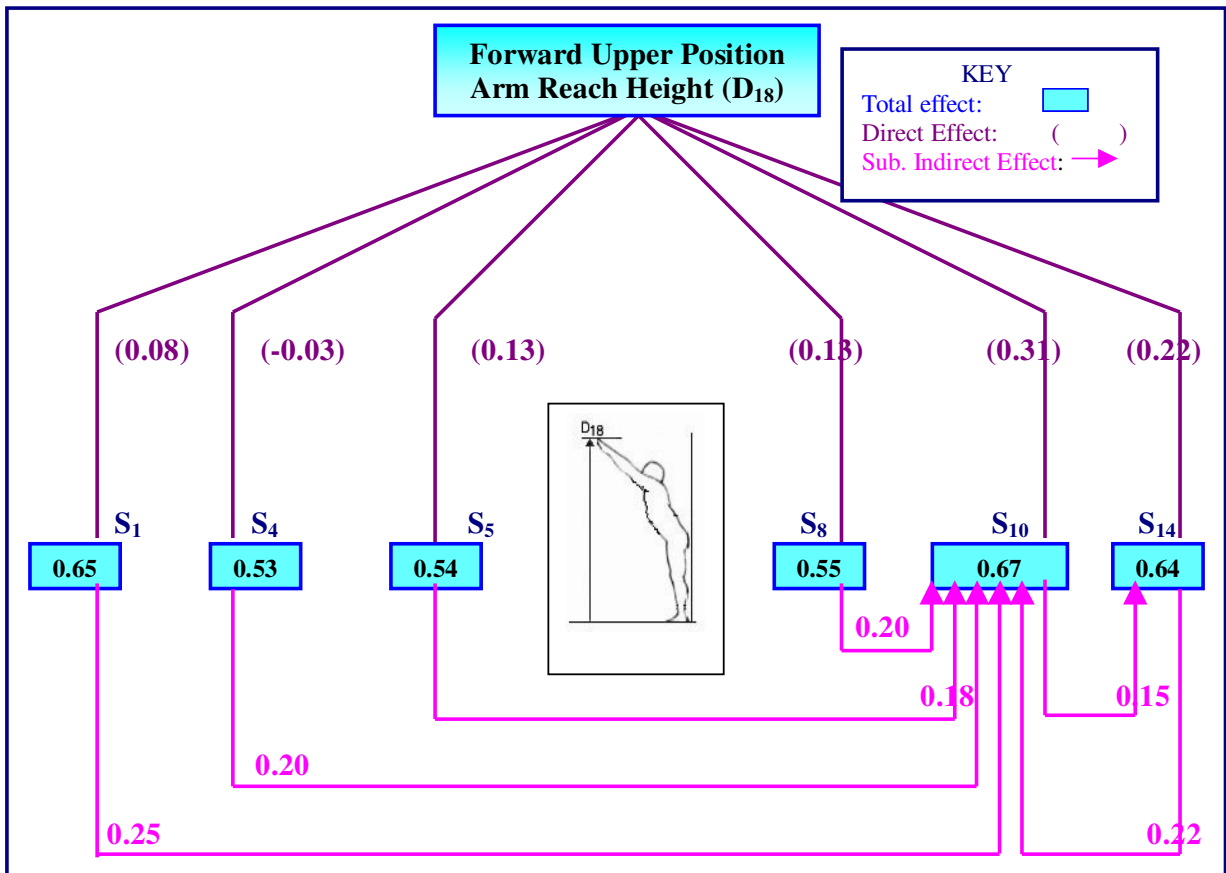 Forward Upper Position
Arm Reach Height (D₁₈)
KEY
Total effect:
Direct Effect: ( )
Sub. Indirect Effect:
(0.08)
(-0.03)
(0.13)
(0.13)
(0.31)
(0.22)
D₁₈
S₁
S₄
S₅
S₈
S₁₀
S₁₄
0.65
0.53
0.54
0.55
0.67
0.64
0.20
0.18
0.15
0.20
0.25
0.22